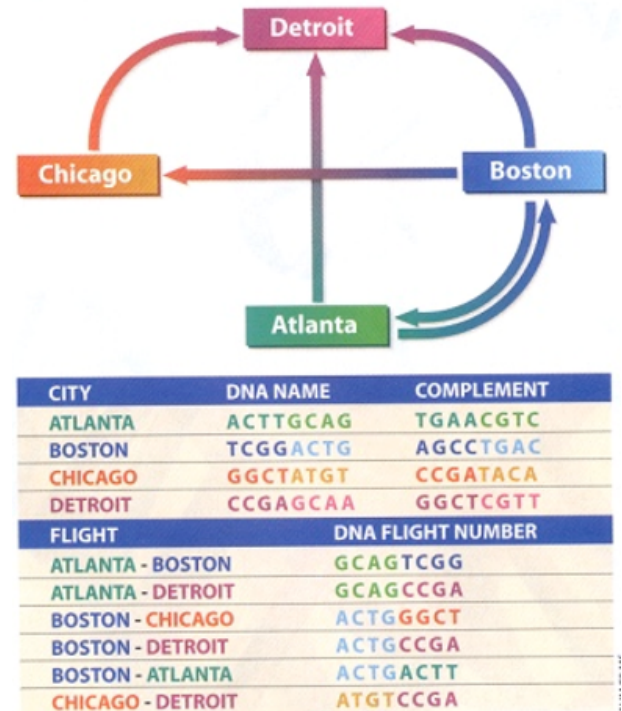 Detroit
Chicago
Boston
Atlanta
CITY DNA NAME COMPLEMENT
ATLANTA ACTTGCAG TGAACGTC
BOSTON TCGGACTG AGCCTGAC
CHICAGO GGCTATGT CCGATACA
DETROIT CCGAGCAA GGCTCGTT
FLIGHT DNA FLIGHT NUMBER
ATLANTA - BOSTON GCAGTCGG
ATLANTA - DETROIT GCAGCCGA
BOSTON - CHICAGO ACTGGGCT
BOSTON - DETROIT ACTGCCGA
BOSTON - ATLANTA ACTGACTT
CHICAGO - DETROIT ATGTCCGA